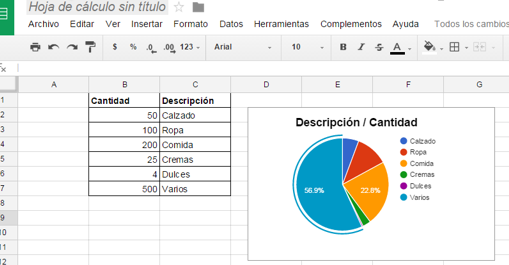 Hoja de cálculo sin título
Archivo Editar Ver Insertar Formato Datos Herramientas Complementos Ayuda Todos los cambios
$ % .0 .00 123 Arial 10 B I S A
fx
A B C D E F G
1 Cantidad Descripción
2 50 Calzado
3 100 Ropa
4 200 Comida
5 25 Cremas
6 4 Dulces
7 500 Varios
8
9
10
11
12
Descripción / Cantidad
56.9%
22.8%
Calzado
Ropa
Comida
Cremas
Dulces
Varios